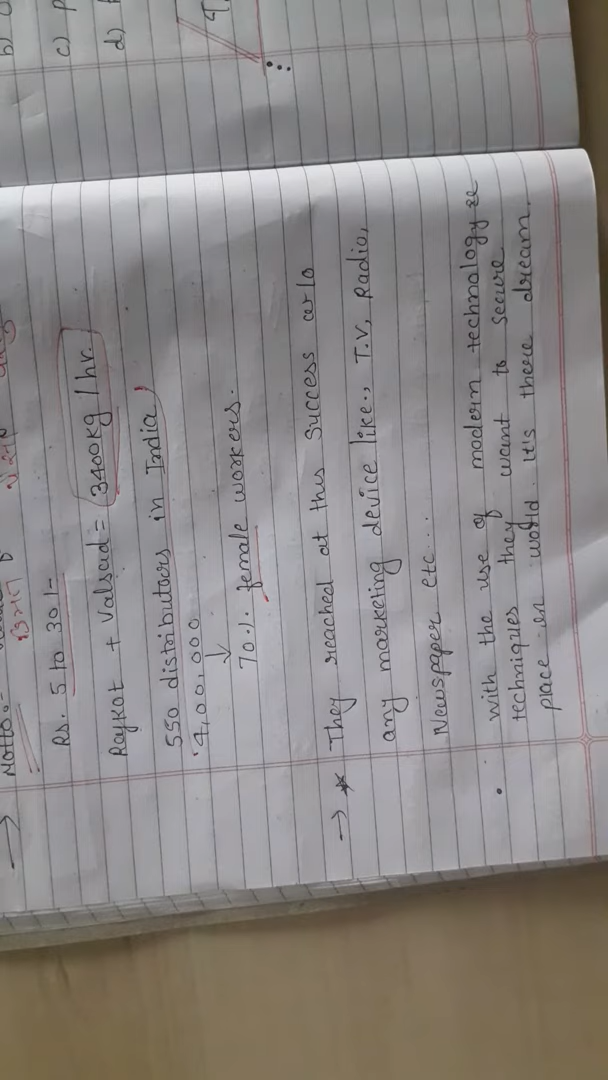 b)
c) P
d)
→ Motto:-
Rs. 5 to 30/-
Rajkot + Valsad = 3400kg/hr.
550 distributors in India,
4,00,000
↓
70% female workers.
→ * They reached at this success
any marketing device like., T.V, Radio,
Newspaper etc...
• with the use of modern technology &
techniques they want to secure
place in world. It's there dream.